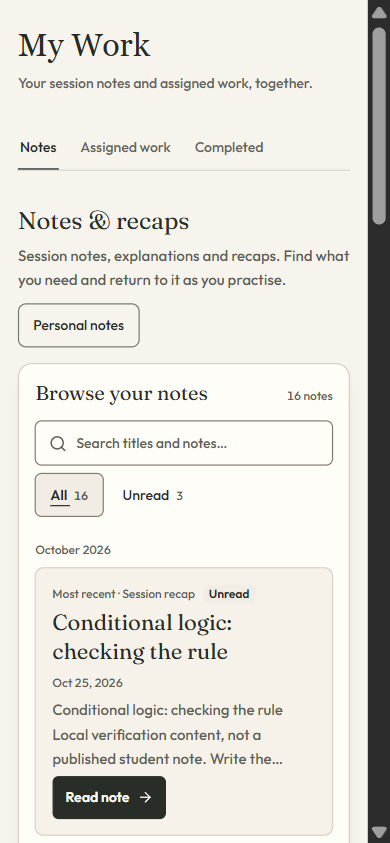 My Work
Your session notes and assigned work, together.
Notes
Assigned work
Completed
Notes & recaps
Session notes, explanations and recaps. Find what
you need and return to it as you practise.
Personal notes
Browse your notes
16 notes
Search titles and notes...
All 16
Unread 3
October 2026
Most recent · Session recap
Unread
Conditional logic:
checking the rule
Oct 25, 2026
Conditional logic: checking the rule
Local verification content, not a
published student note. Write the...
Read note →